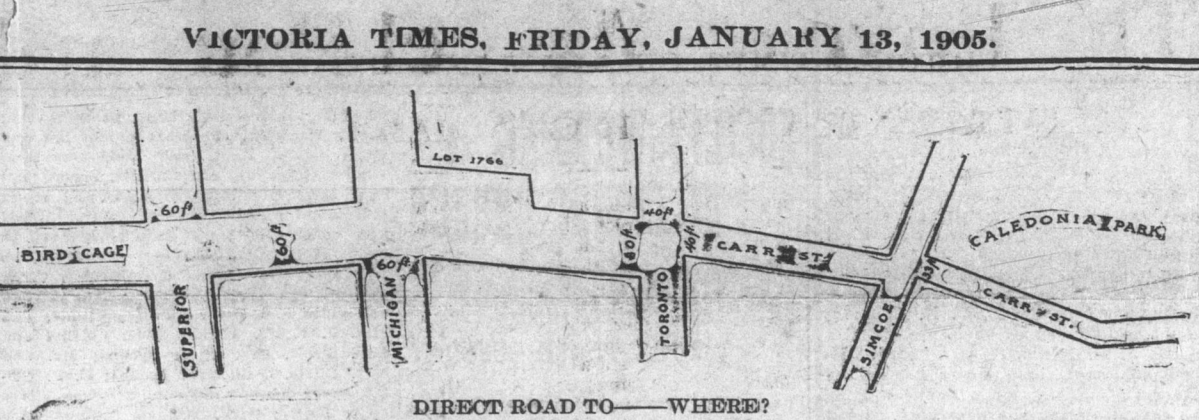 VICTORIA TIMES, FRIDAY, JANUARY 13, 1905.
LOT 1766
60ft
40ft
BIRD CAGE
60ft
60ft
60ft
40ft
CARR ST.
CALEDONIA PARK
SUPERIOR
MICHIGAN
TORONTO
SIMCOE
33ft
CARR ST.
DIRECT ROAD TO——WHERE?